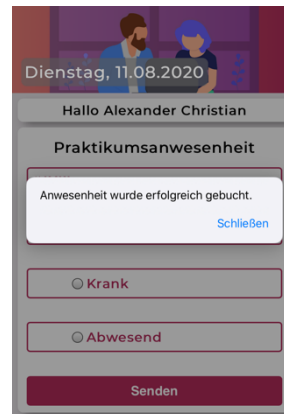 Dienstag, 11.08.2020
Hallo Alexander Christian
Praktikumsanwesenheit
Anwesenheit wurde erfolgreich gebucht.
Schließen
Krank
Abwesend
Senden